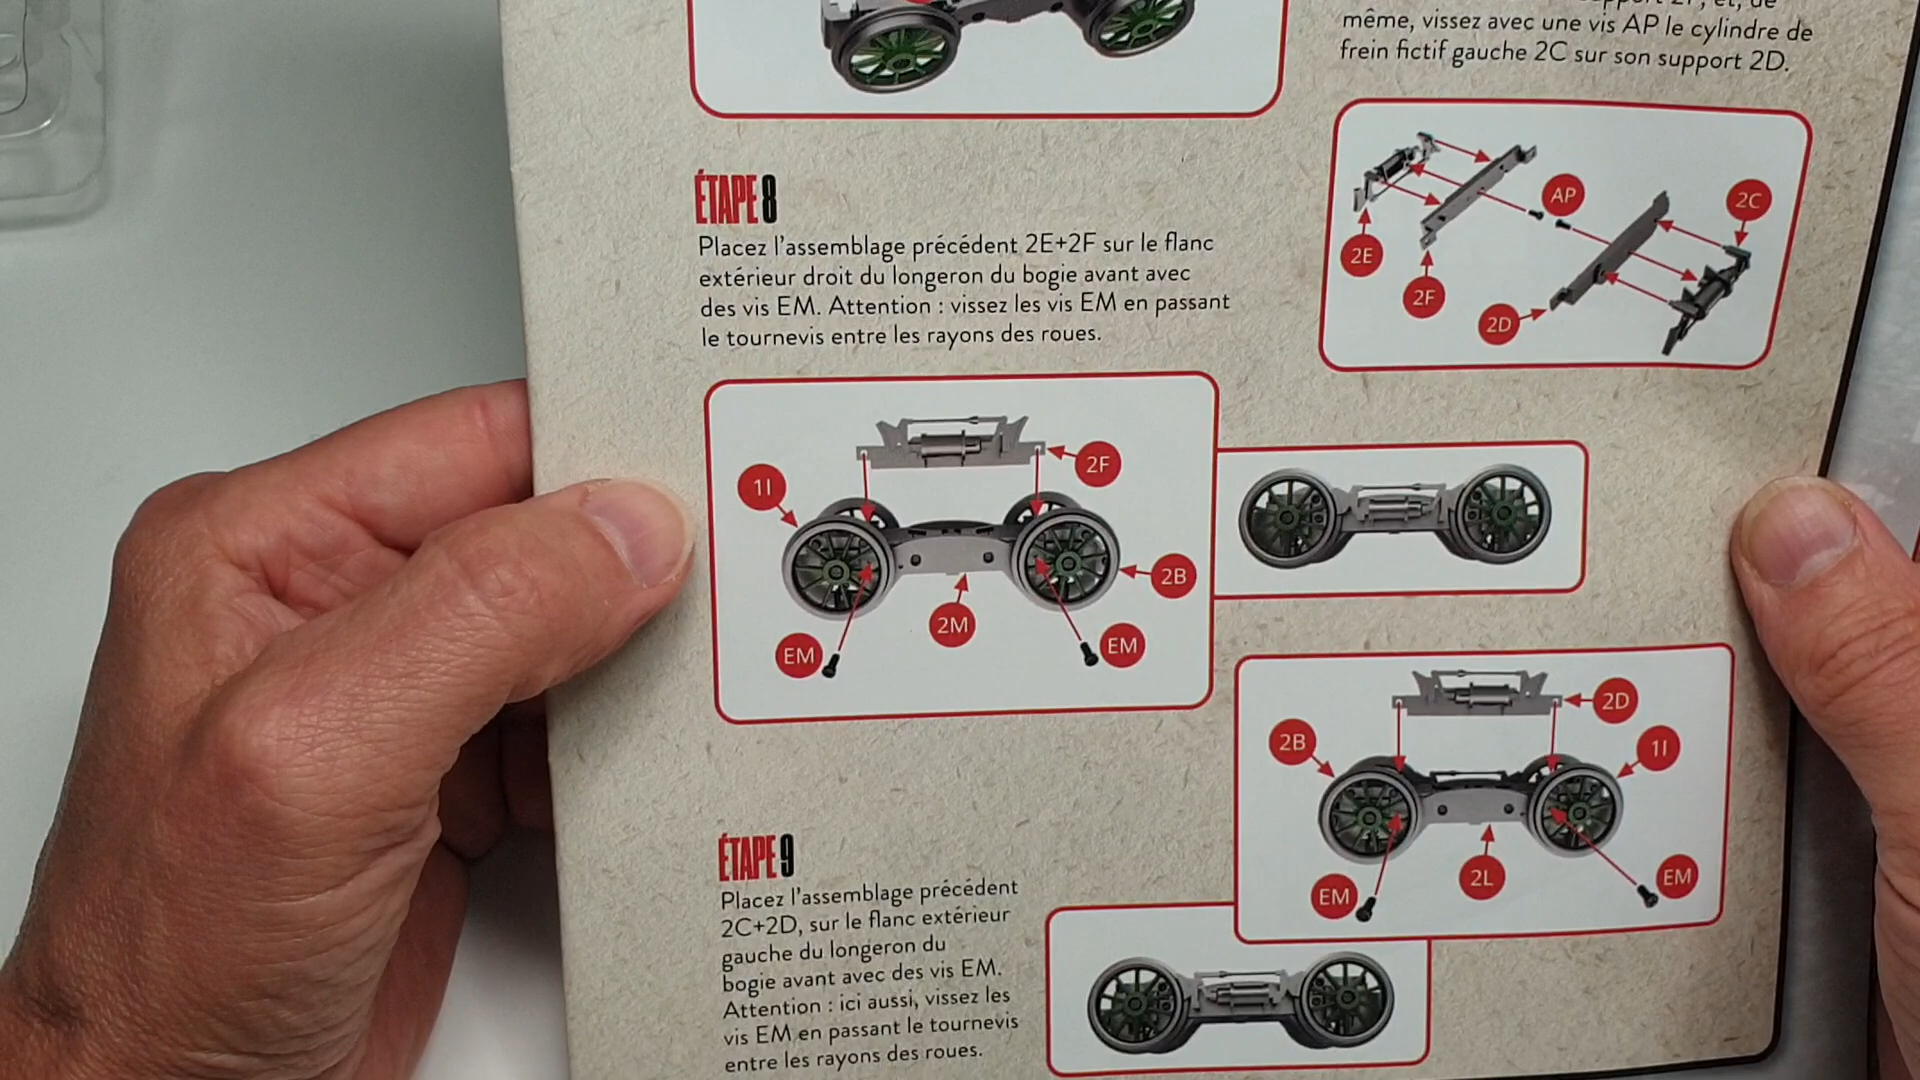 même, vissez avec une vis AP le cylindre de
frein fictif gauche 2C sur son support 2D.
AP
2C
2E
2F
2D
ÉTAPE 8
Placez l'assemblage précédent 2E+2F sur le flanc
extérieur droit du longeron du bogie avant avec
des vis EM. Attention : vissez les vis EM en passant
le tournevis entre les rayons des roues.
2F
1I
2B
2M
EM
EM
2D
2B
1I
2L
EM
EM
ÉTAPE 9
Placez l'assemblage précédent
2C+2D, sur le flanc extérieur
gauche du longeron du
bogie avant avec des vis EM.
Attention : ici aussi, vissez les
vis EM en passant le tournevis
entre les rayons des roues.